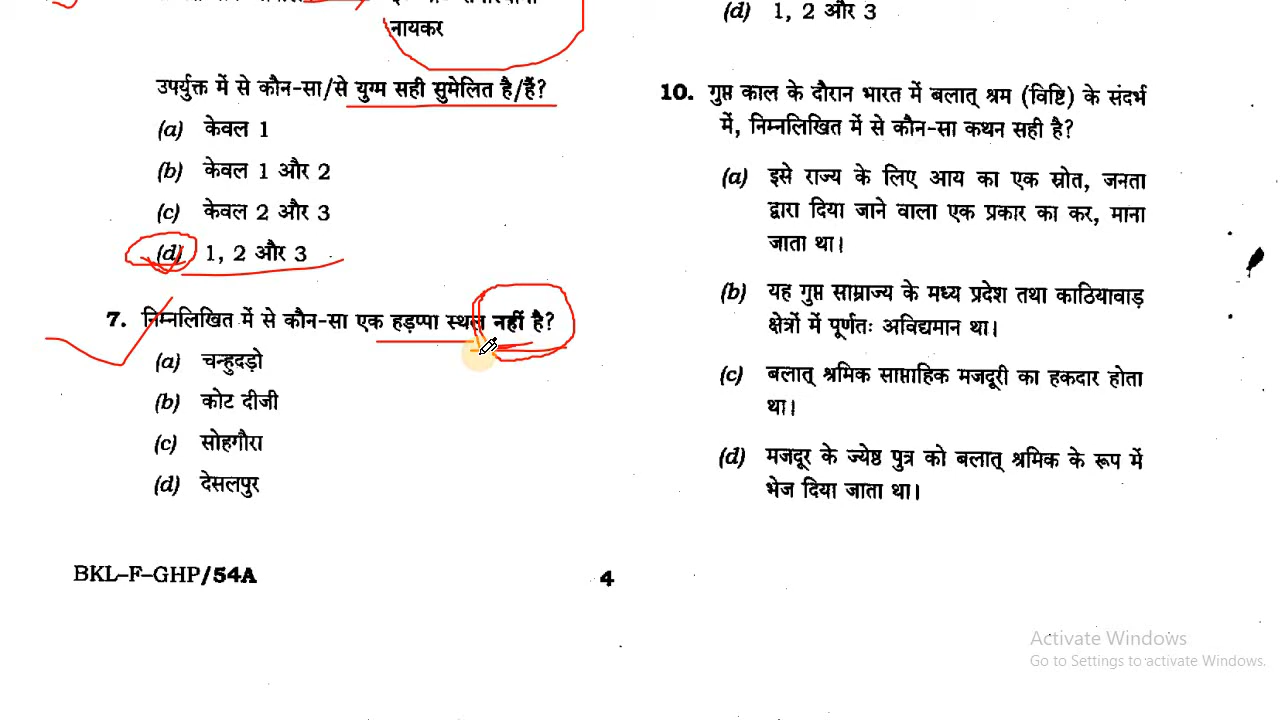 नायकर
उपर्युक्त में से कौन-सा/से युग्म सही सुमेलित है/हैं?
(a) केवल 1
(b) केवल 1 और 2
(c) केवल 2 और 3
(d) 1, 2 और 3
7. निम्नलिखित में से कौन-सा एक हड़प्पा स्थल नहीं है?
(a) चन्हुदड़ो
(b) कोट दीजी
(c) सोहगौरा
(d) देसलपुर
(d) 1, 2 और 3
10. गुप्त काल के दौरान भारत में बलात् श्रम (विष्टि) के संदर्भ
में, निम्नलिखित में से कौन-सा कथन सही है?
(a) इसे राज्य के लिए आय का एक स्रोत, जनता
द्वारा दिया जाने वाला एक प्रकार का कर, माना
जाता था।
(b) यह गुप्त साम्राज्य के मध्य प्रदेश तथा काठियावाड़
क्षेत्रों में पूर्णतः अविद्यमान था।
(c) बलात् श्रमिक साप्ताहिक मजदूरी का हकदार होता
था।
(d) मजदूर के ज्येष्ठ पुत्र को बलात् श्रमिक के रूप में
भेज दिया जाता था।
BKL–F–GHP/54A
4
Activate Windows
Go to Settings to activate Windows.